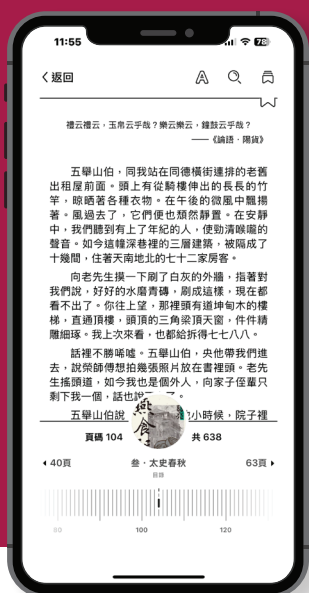 11:55
返回
禮云禮云，玉帛云乎哉？樂云樂云，鐘鼓云乎哉？
——《論語．陽貨》
五舉山伯，同我站在同德橫街連排的老舊
出租屋前面。頭上有從騎樓伸出的長長的竹
竿，晾晒著各種衣物。在午後的微風中飄揚
著。風過去了，它們便也頹然靜置。在安靜
中，我們聽到有上了年紀的人，使勁清喉嚨的
聲音。如今這幢深巷裡的三層建築，被隔成了
十幾間，住著天南地北的七十二家房客。
向老先生摸一下刷了白灰的外牆，指著對
我們說，好好的水磨青磚，刷成這樣，現在都
看不出了。你往上望，那裡頭有道坤甸木的樓
梯，直通頂樓，頭頂的三角梁頂天窗，件件精
雕細琢。我上次來看，也都給拆得七七八八。
話裡不勝唏噓。五舉山伯，央他帶我們進
去，說榮師傅想拍幾張照片放在書裡頭。老先
生搖頭道，如今我也是個外人，向家子侄輩只
剩下我一個，話也說
五舉山伯說 小時候，院子裡
頁碼 104 共 638
40頁 叁．太史春秋 63頁
目錄
80 100 120
燕食記